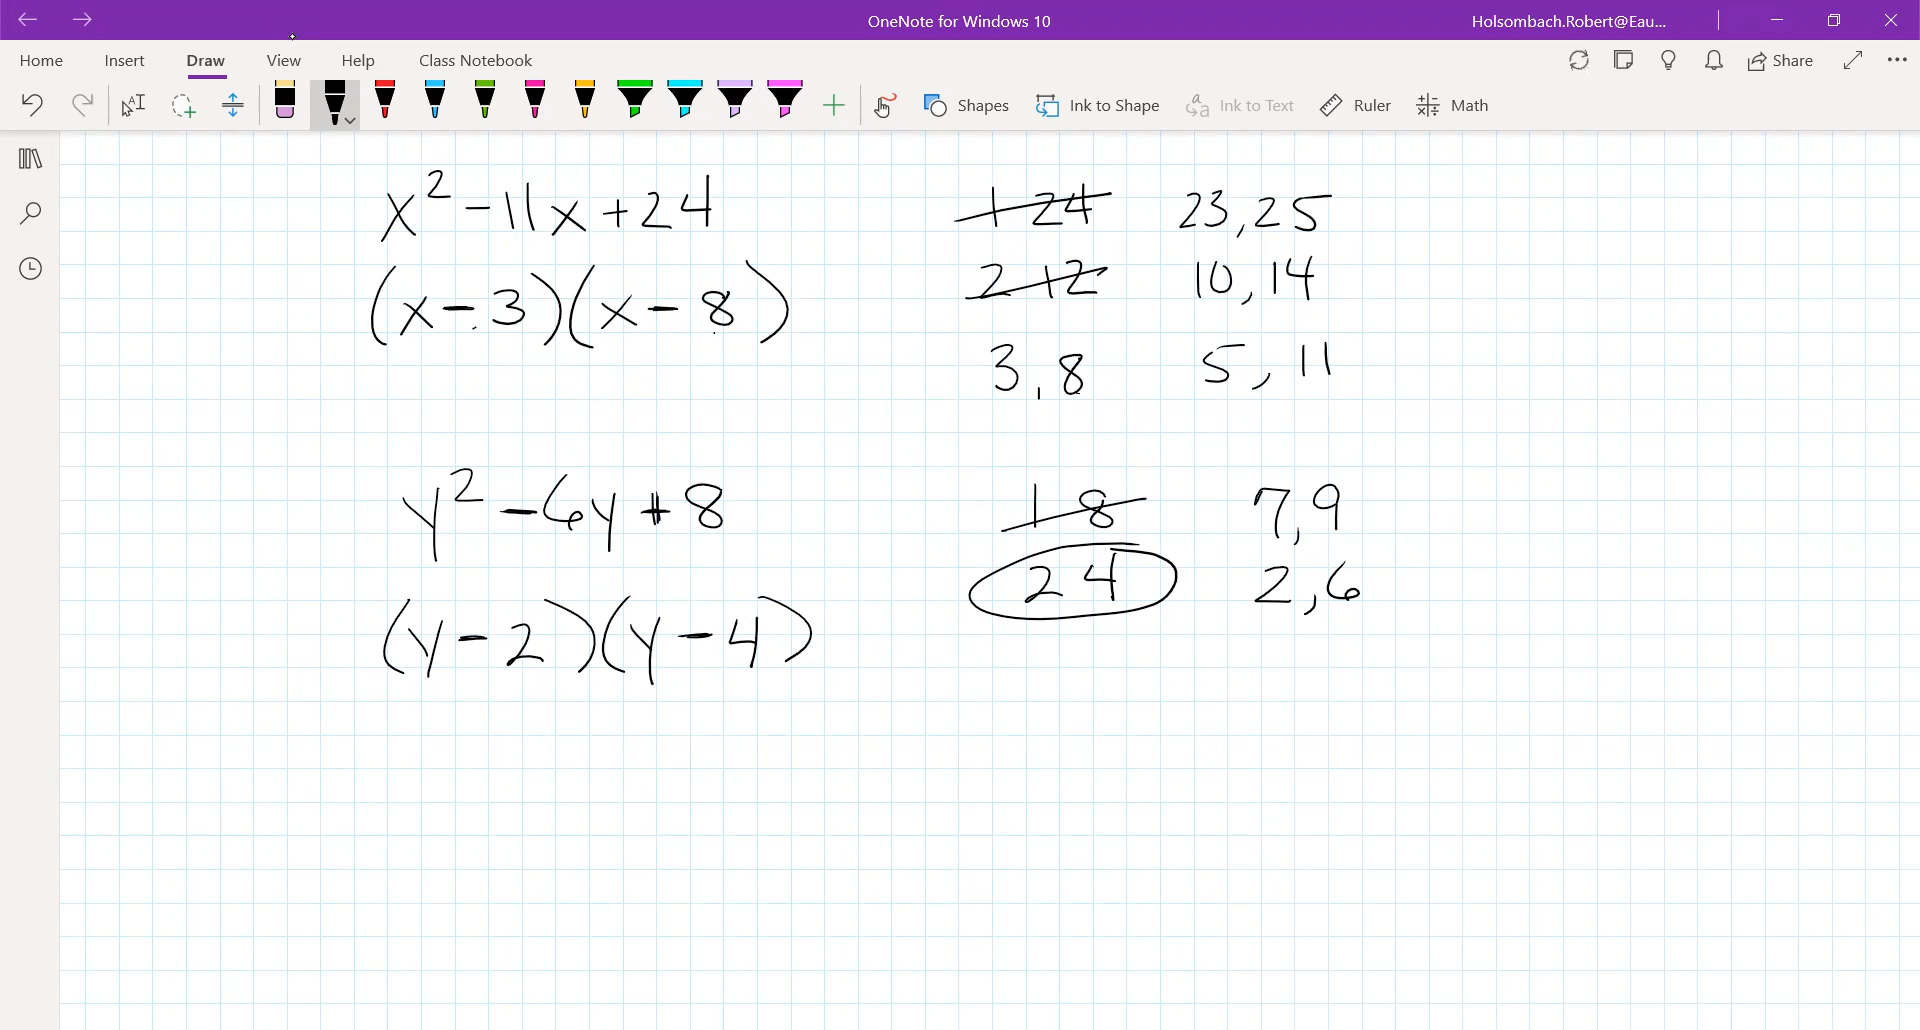 OneNote for Windows 10
Holsombach.Robert@Eau...
Home Insert Draw View Help Class Notebook
Share
Shapes Ink to Shape Ink to Text Ruler Math
x² - 11x + 24
(x - 3)(x - 8)
1 24 23, 25
2 12 10, 14
3, 8 5, 11
y² - 6y + 8
(y - 2)(y - 4)
1 8 7, 9
2 4 2, 6